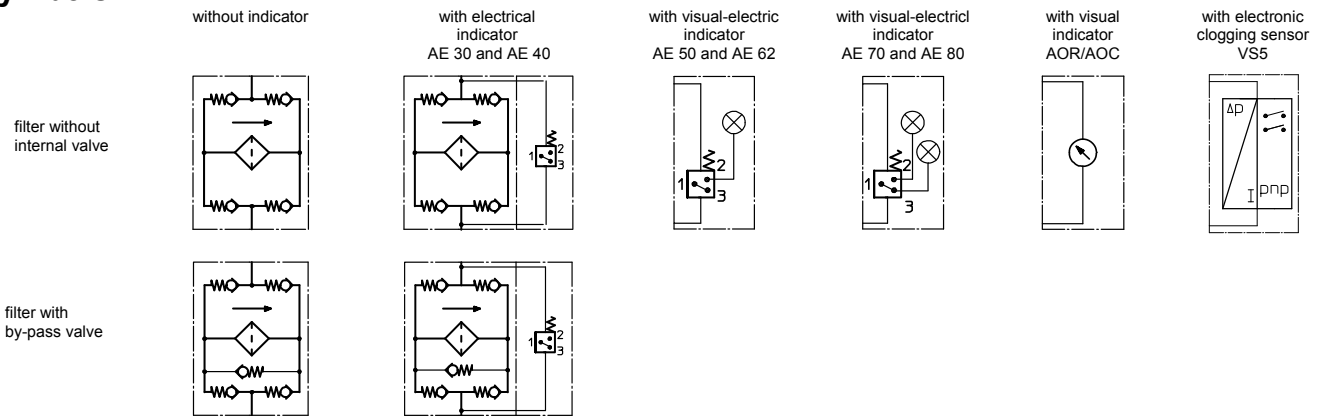 without indicator
with electrical
indicator
AE 30 and AE 40
with visual-electric
indicator
AE 50 and AE 62
with visual-electricl
indicator
AE 70 and AE 80
with visual
indicator
AOR/AOC
with electronic
clogging sensor
VS5
filter without
internal valve
1 2
3
1 2
3
1 2
3
Δp
I pnp
filter with
by-pass valve
1 2
3